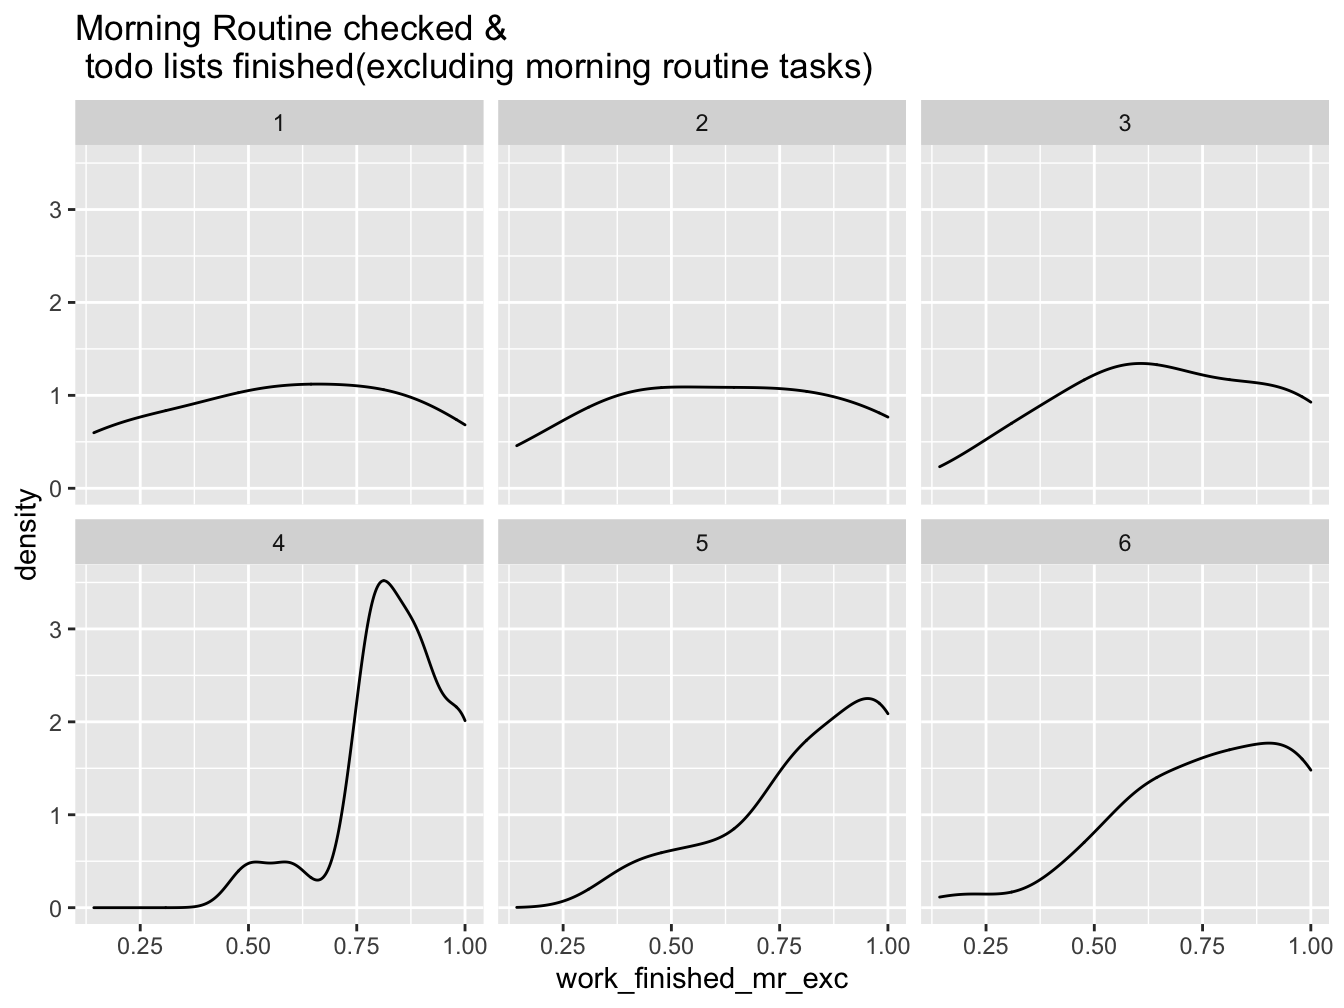 Morning Routine checked &
todo lists finished(excluding morning routine tasks)
1 2 3
3
2
1
0
density
4 5 6
3
2
1
0
0.25 0.50 0.75 1.00 0.25 0.50 0.75 1.00 0.25 0.50 0.75 1.00
work_finished_mr_exc